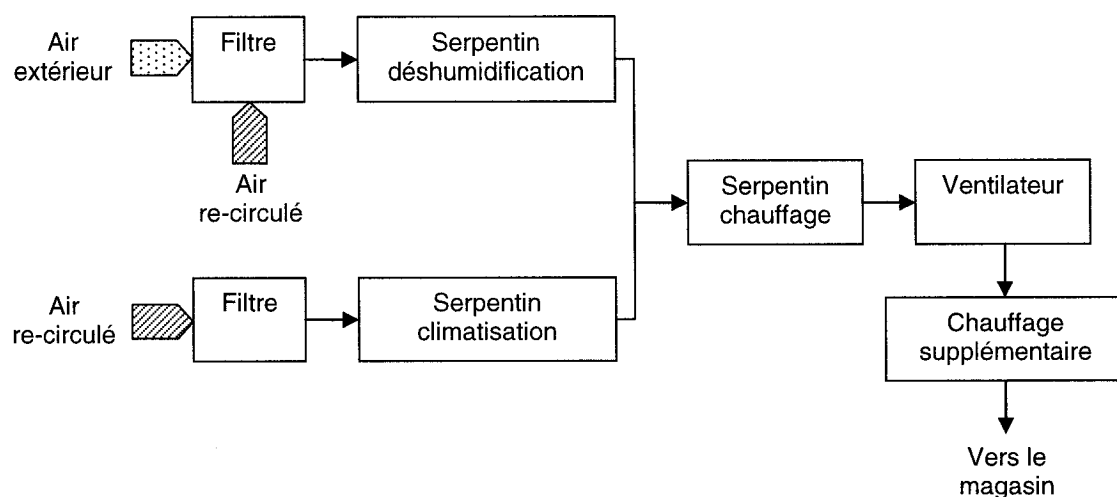 Air
extérieur
Filtre
Serpentin
déshumidification
Air
re-circulé
Serpentin
chauffage
Ventilateur
Air
re-circulé
Filtre
Serpentin
climatisation
Chauffage
supplémentaire
Vers le
magasin